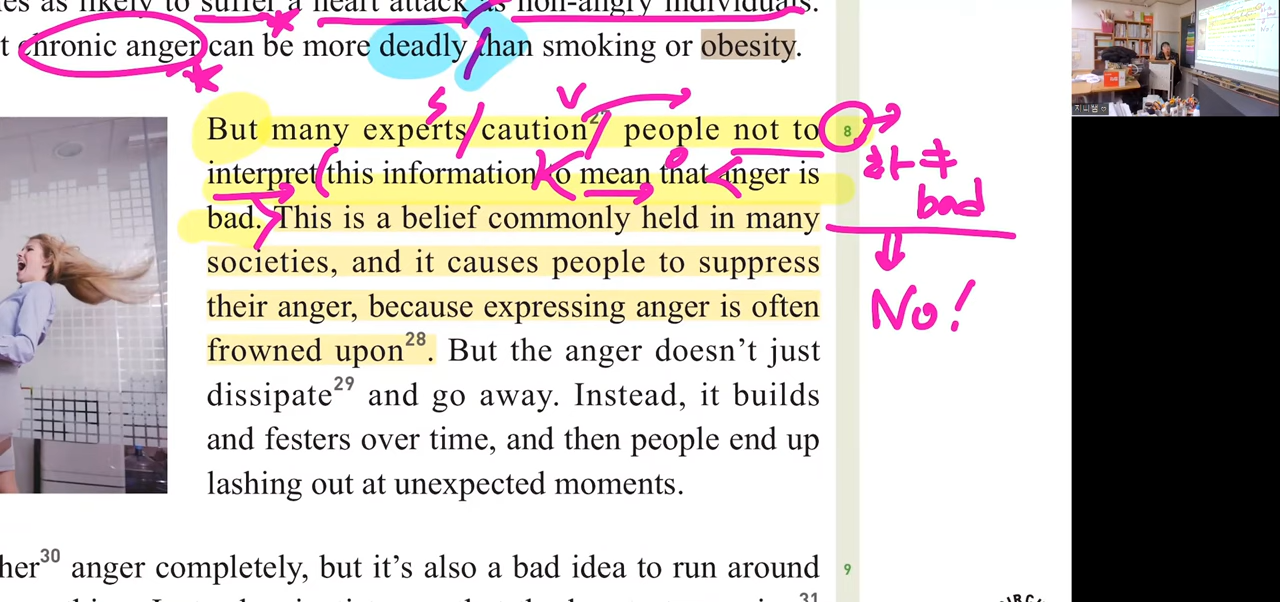 es as likely to suffer a heart attack as non-angry individuals.
t chronic anger can be more deadly than smoking or obesity.
But many experts caution27 people not to
interpret this information to mean that anger is
bad. This is a belief commonly held in many
societies, and it causes people to suppress
their anger, because expressing anger is often
frowned upon28. But the anger doesn't just
dissipate29 and go away. Instead, it builds
and festers over time, and then people end up
lashing out at unexpected moments.
her30 anger completely, but it's also a bad idea to run around
31
8
9
S
V
화 ≠
bad
No!
지니쌤